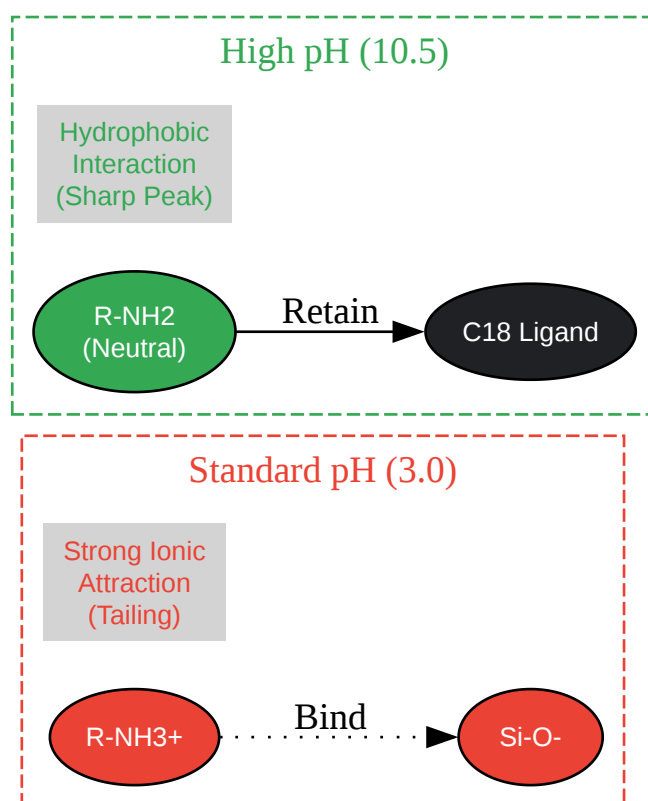 High pH (10.5)
Hydrophobic
Interaction
(Sharp Peak)
R-NH2
(Neutral)
Retain
C18 Ligand
Standard pH (3.0)
Strong Ionic
Attraction
(Tailing)
R-NH3+
Bind
Si-O-